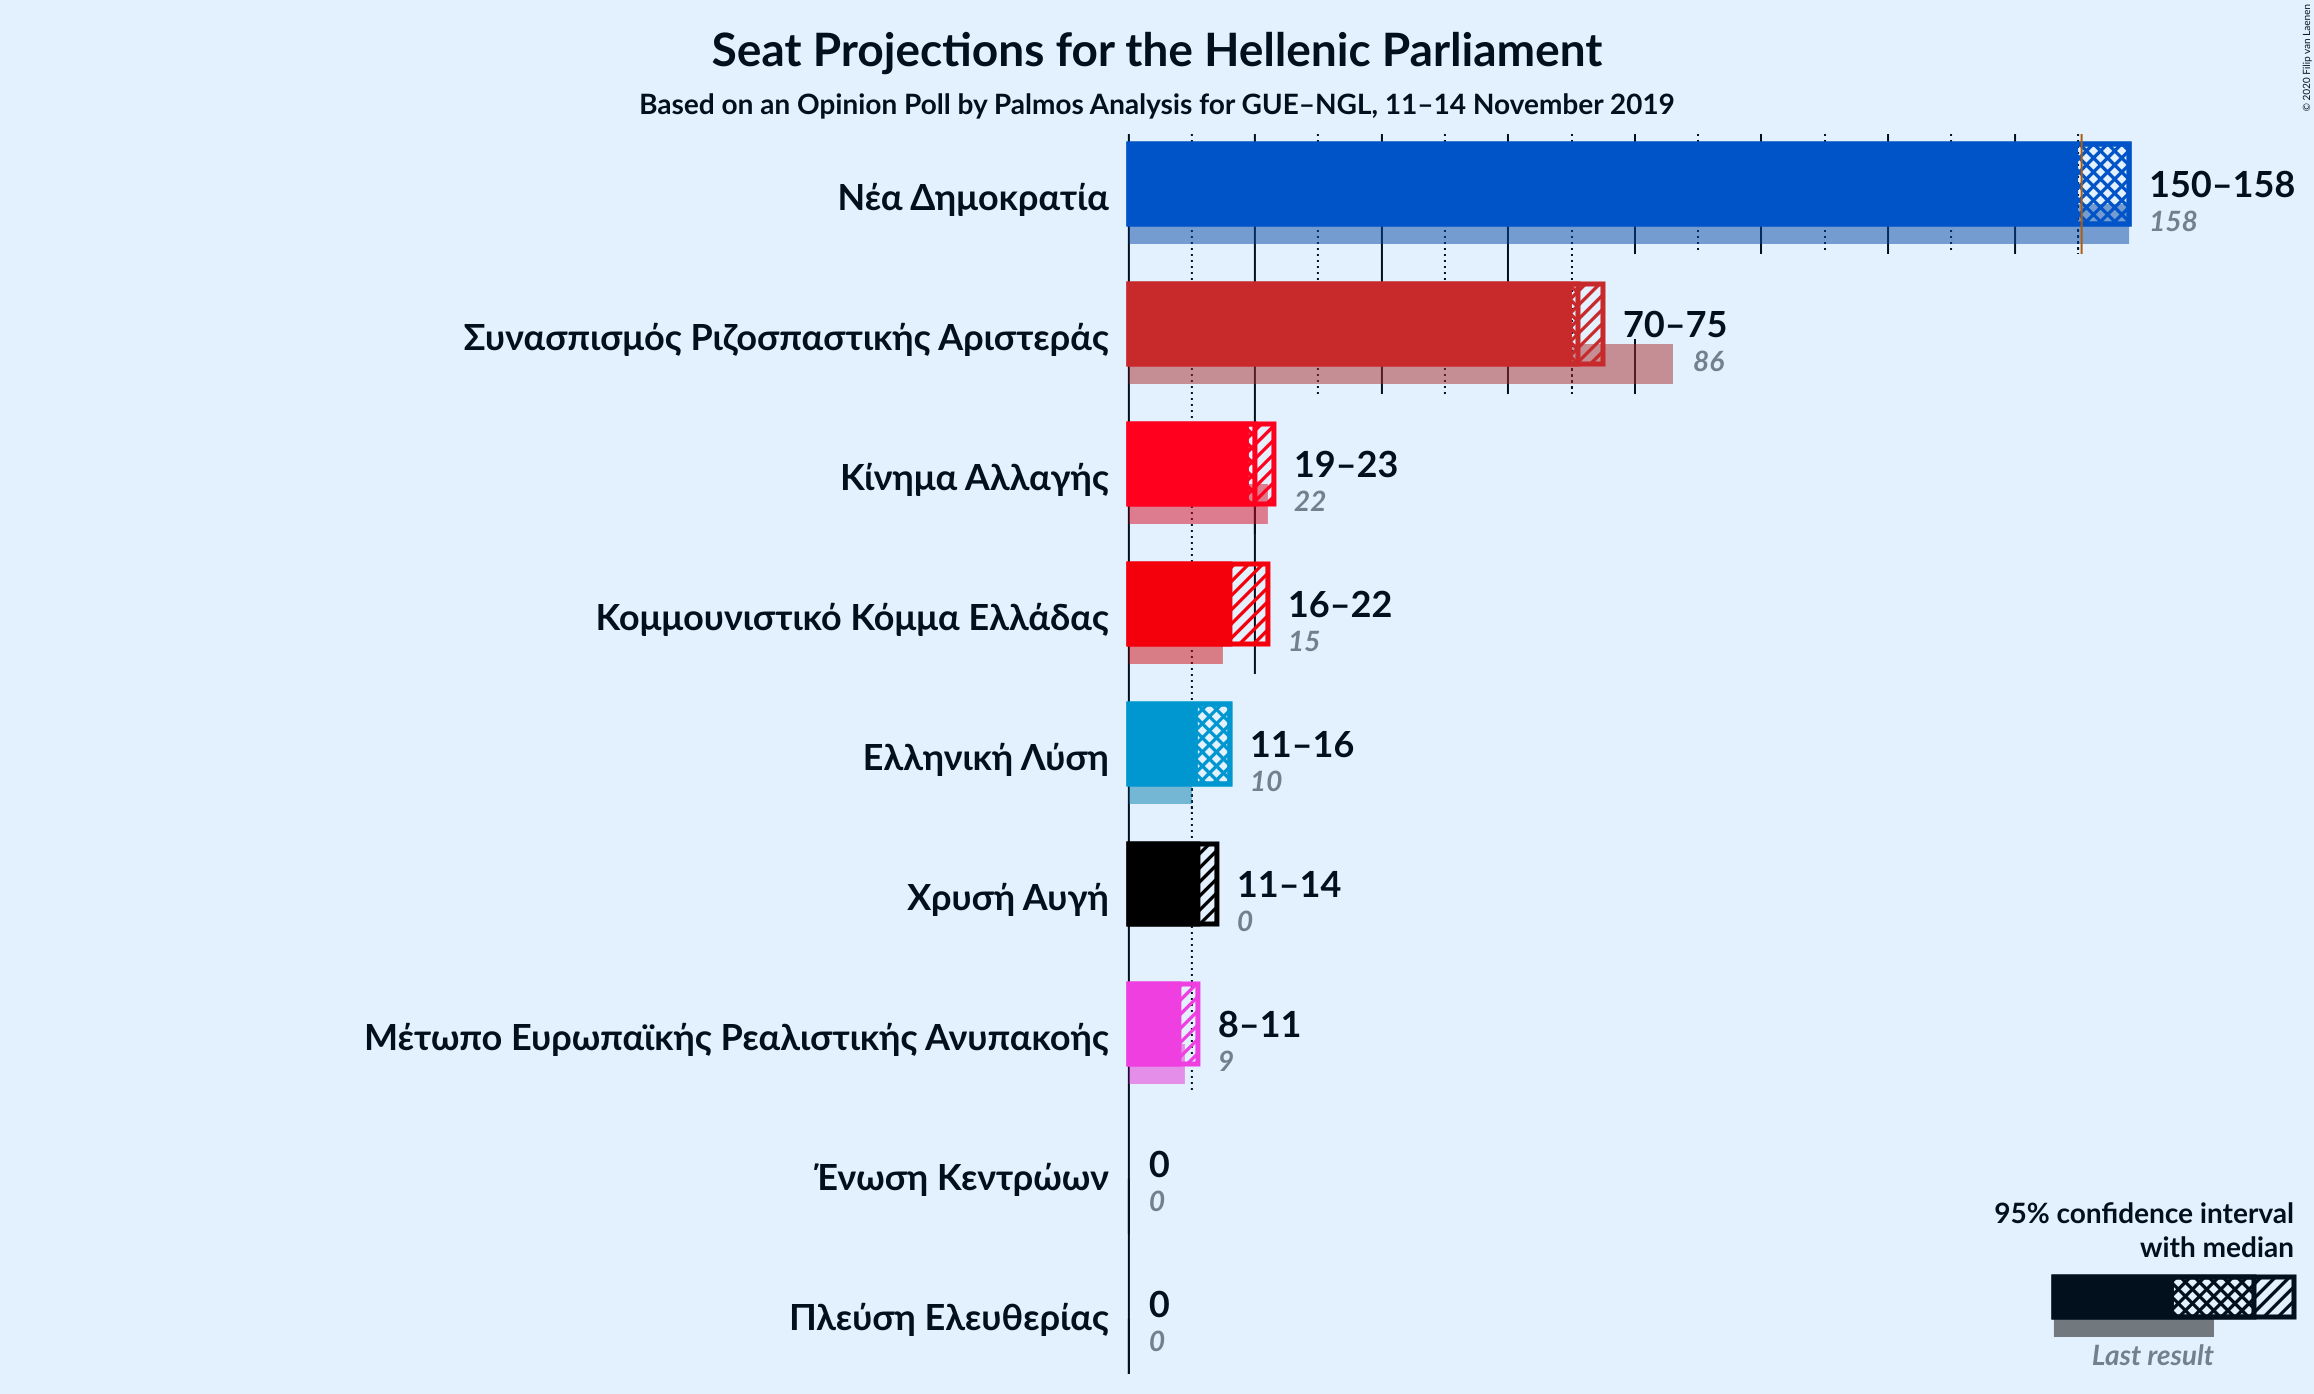 Seat Projections for the Hellenic Parliament
Based on an Opinion Poll by Palmos Analysis for GUE–NGL, 11–14 November 2019
© 2020 Filip van Laenen
Νέα Δημοκρατία
150–158
158
Συνασπισμός Ριζοσπαστικής Αριστεράς
70–75
86
Κίνημα Αλλαγής
19–23
22
Κομμουνιστικό Κόμμα Ελλάδας
16–22
15
Ελληνική Λύση
11–16
10
Χρυσή Αυγή
11–14
0
Μέτωπο Ευρωπαϊκής Ρεαλιστικής Ανυπακοής
8–11
9
Ένωση Κεντρώων
0
0
Πλεύση Ελευθερίας
0
0
95% confidence interval
with median
Last result